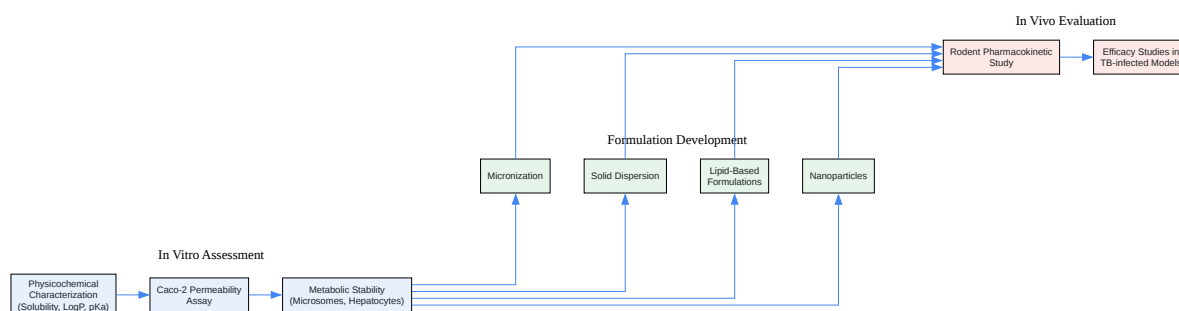 In Vivo Evaluation
Rodent Pharmacokinetic
Study
Efficacy Studies in
TB-infected Models
Formulation Development
Micronization
Solid Dispersion
Lipid-Based
Formulations
Nanoparticles
In Vitro Assessment
Physicochemical
Characterization
(Solubility, LogP, pKa)
Caco-2 Permeability
Assay
Metabolic Stability
(Microsomes, Hepatocytes)